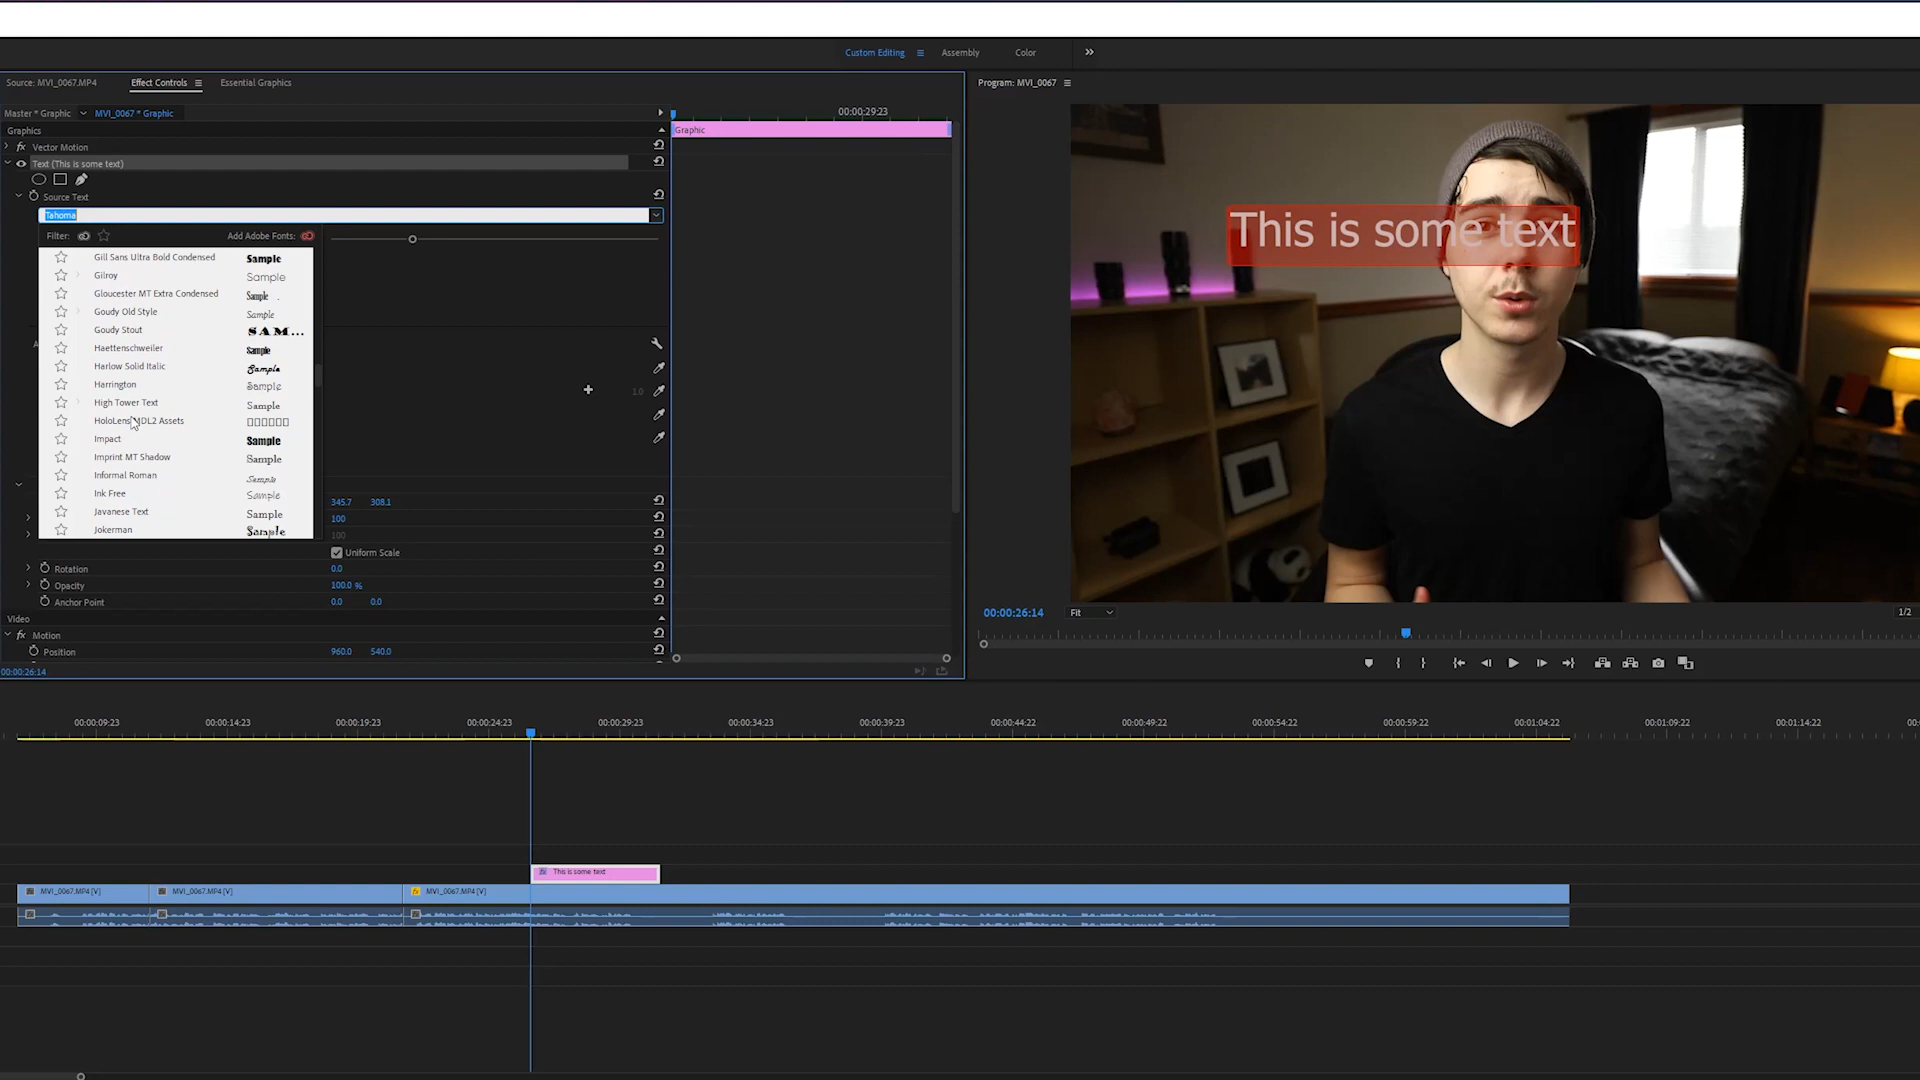 Custom Editing Assembly Color
Source: MVI_0067.MP4 Effect Controls Essential Graphics
Program: MVI_0067
Master * Graphic MVI_0067 * Graphic 00:00:29:23
Graphics
Graphic
Vector Motion
Text (This is some text)
Source Text
Tahoma
Filter: Add Adobe Fonts:
Gill Sans Ultra Bold Condensed Sample
Gilroy Sample
Gloucester MT Extra Condensed Sample
Goudy Old Style Sample
Goudy Stout SAM...
Haettenschweiler Sample
Harlow Solid Italic Sample
Harrington Sample
High Tower Text Sample
HoloLens MDL2 Assets
Impact Sample
Imprint MT Shadow Sample
Informal Roman Sample
Ink Free Sample
Javanese Text Sample
Jokerman Sample
1.0
345.7 308.1
100
100
Uniform Scale
Rotation 0.0
Opacity 100.0 %
Anchor Point 0.0 0.0
Video
Motion
Position 960.0 540.0
00:00:26:14
This is some text
00:00:26:14 Fit 1/2
00:00:09:23 00:00:14:23 00:00:19:23 00:00:24:23 00:00:29:23 00:00:34:23 00:00:39:23 00:00:44:22 00:00:49:22 00:00:54:22 00:00:59:22 00:01:04:22 00:01:09:22 00:01:14:22
This is some text
MVI_0067.MP4 [V] MVI_0067.MP4 [V] MVI_0067.MP4 [V]